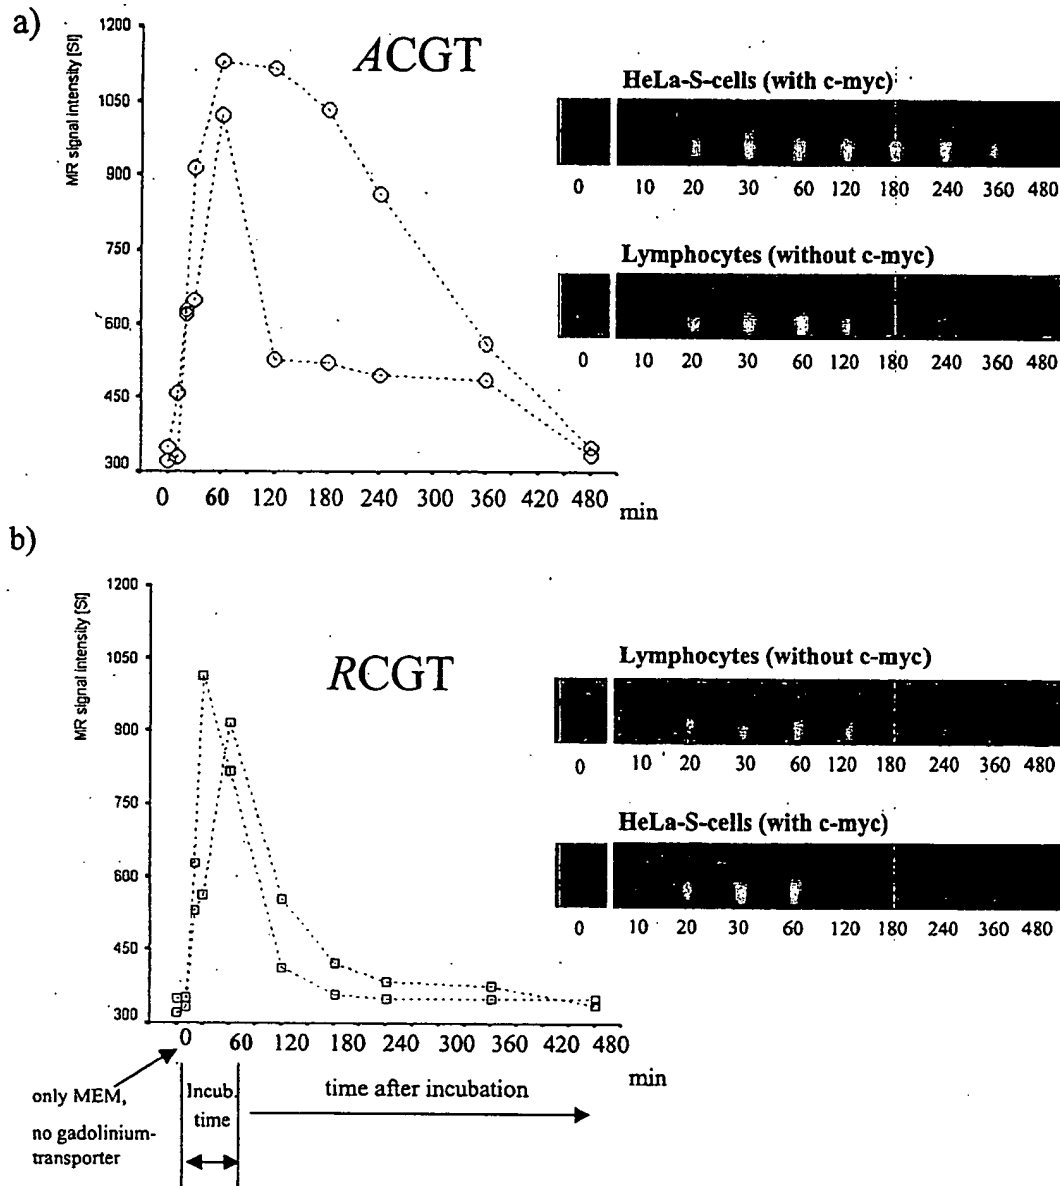 a)
1200
1050
900
750
600
450
300
MR signal intensity [SI]
ACGT
0 60 120 180 240 300 360 420 480 min
HeLa-S-cells (with c-myc)
0 10 20 30 60 120 180 240 360 480
Lymphocytes (without c-myc)
0 10 20 30 60 120 180 240 360 480
b)
1200
1050
900
750
600
450
300
MR signal intensity [SI]
RCGT
0 60 120 180 240 300 360 420 480 min
Lymphocytes (without c-myc)
0 10 20 30 60 120 180 240 360 480
HeLa-S-cells (with c-myc)
0 10 20 30 60 120 180 240 360 480
only MEM,
no gadolinium-
transporter
Incub.
time
time after incubation